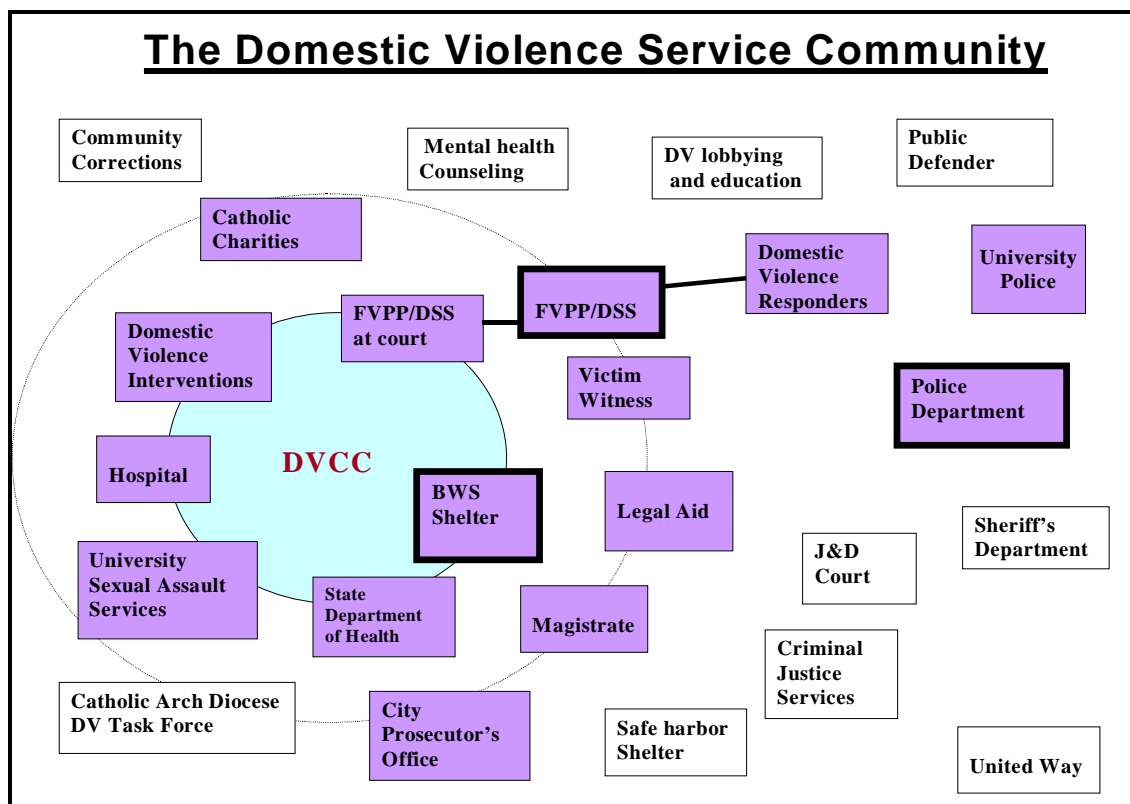 The Domestic Violence Service Community
Community
Corrections
Mental health
Counseling
DV lobbying
and education
Public
Defender
Catholic
Charities
Domestic
Violence
Responders
University
Police
FVPP/DSS
at court
FVPP/DSS
Domestic
Violence
Interventions
Victim
Witness
Police
Department
Hospital
DVCC
BWS
Shelter
Legal Aid
Sheriff's
Department
University
Sexual Assault
Services
J&D
Court
State
Department
of Health
Magistrate
Criminal
Justice
Services
Catholic Arch Diocese
DV Task Force
City
Prosecutor's
Office
Safe harbor
Shelter
United Way